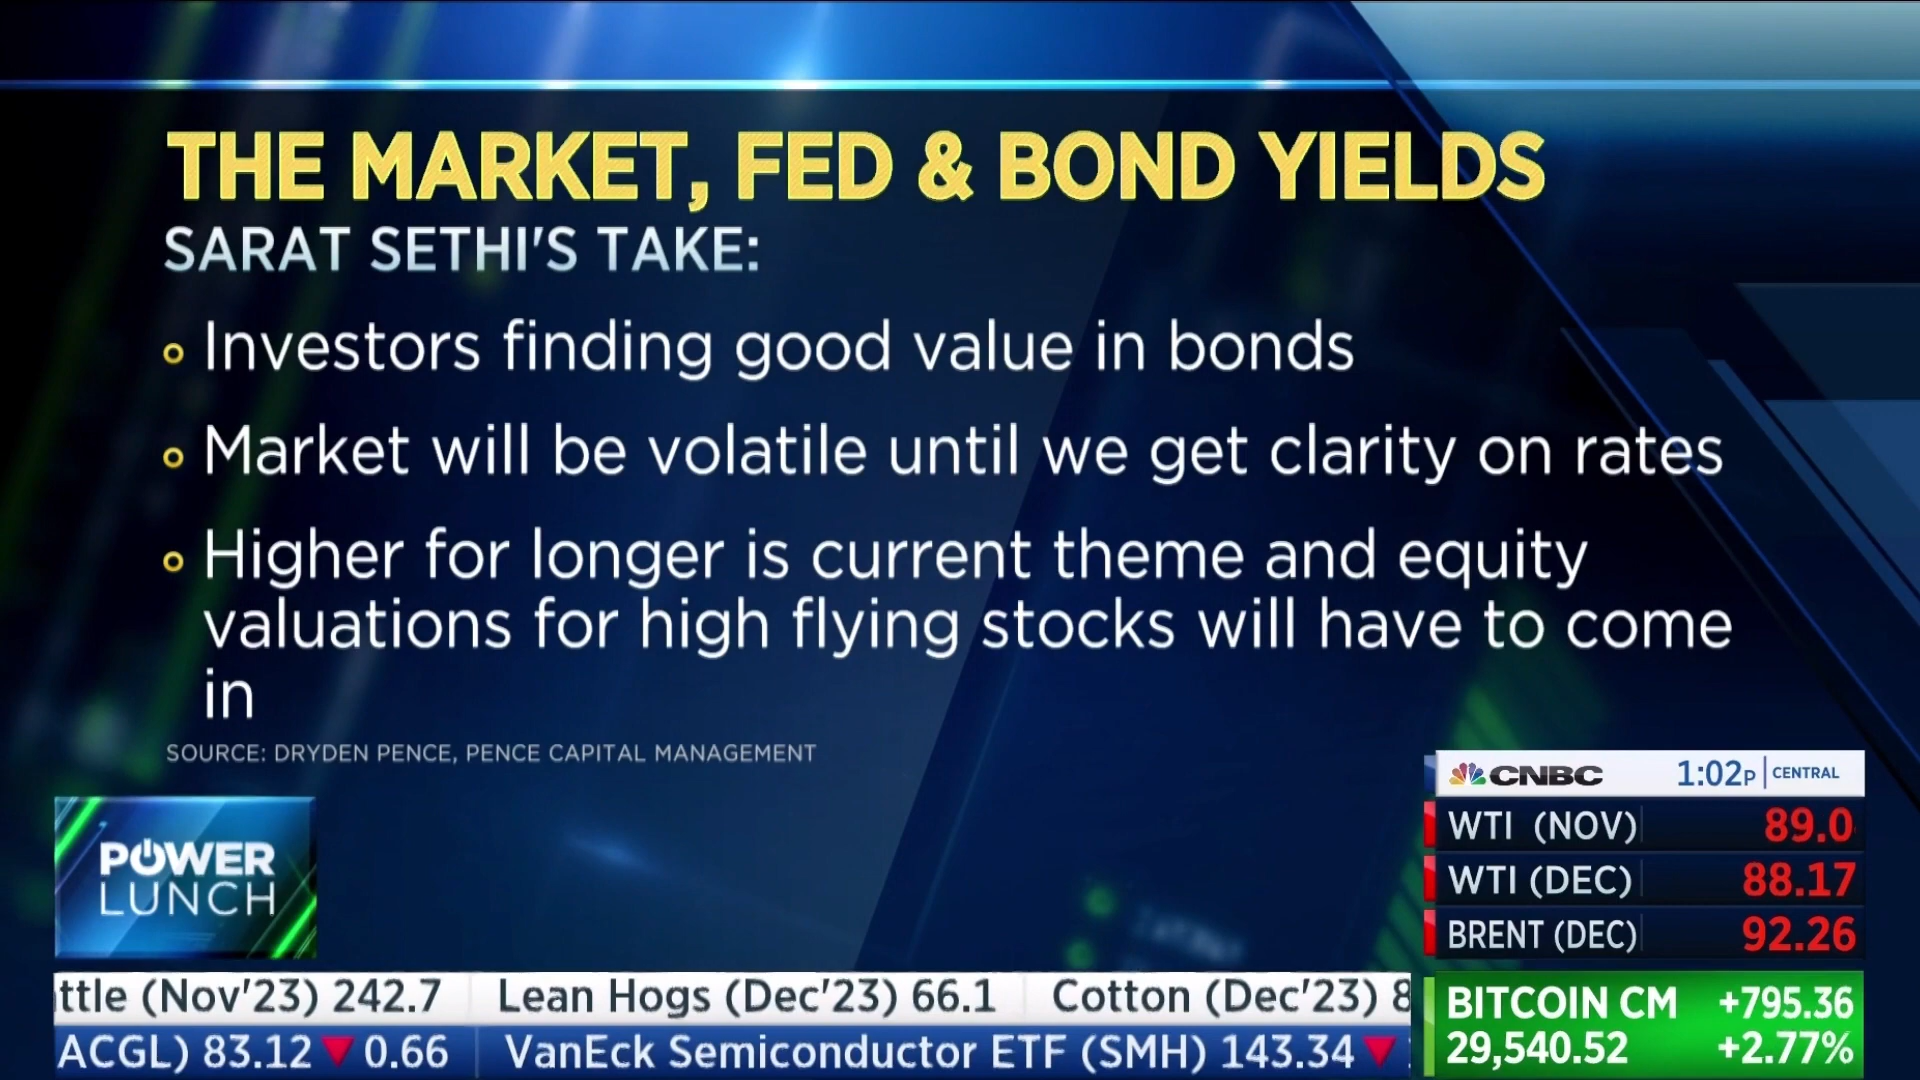 THE MARKET, FED & BOND YIELDS
SARAT SETHI'S TAKE:
Investors finding good value in bonds
Market will be volatile until we get clarity on rates
Higher for longer is current theme and equity
valuations for high flying stocks will have to come
in
SOURCE: DRYDEN PENCE, PENCE CAPITAL MANAGEMENT
CNBC 1:02P CENTRAL
WTI (NOV) 89.0
WTI (DEC) 88.17
BRENT (DEC) 92.26
POWER
LUNCH
ttle (Nov'23) 242.7 Lean Hogs (Dec'23) 66.1 Cotton (Dec'23) 8
ACGL) 83.12 ▼ 0.66 VanEck Semiconductor ETF (SMH) 143.34 ▼
BITCOIN CM +795.36
29,540.52 +2.77%